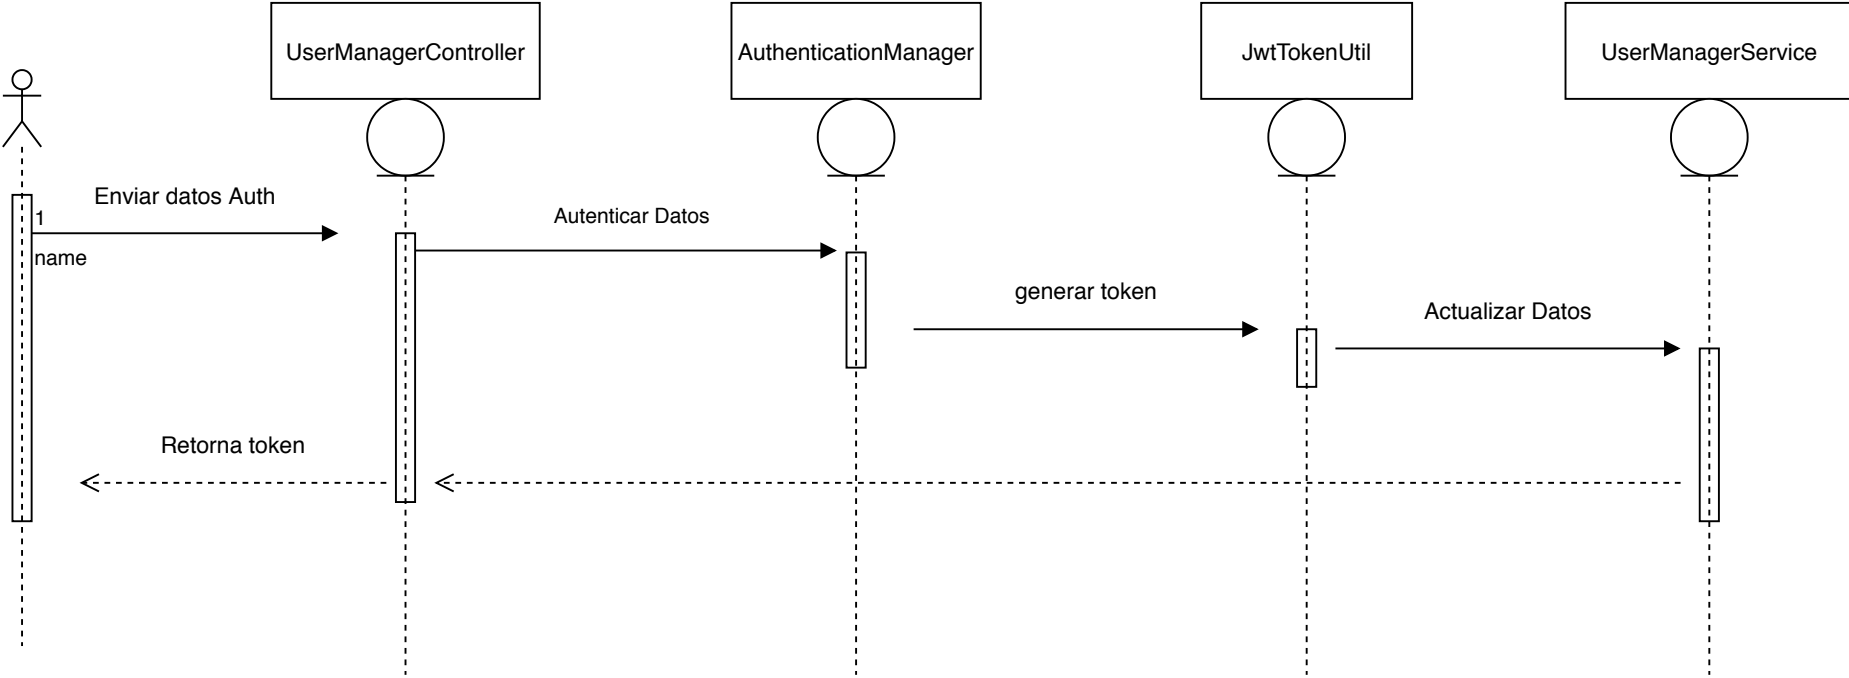 UserManagerController
AuthenticationManager
JwtTokenUtil
UserManagerService
Enviar datos Auth
1
name
Autenticar Datos
generar token
Actualizar Datos
Retorna token